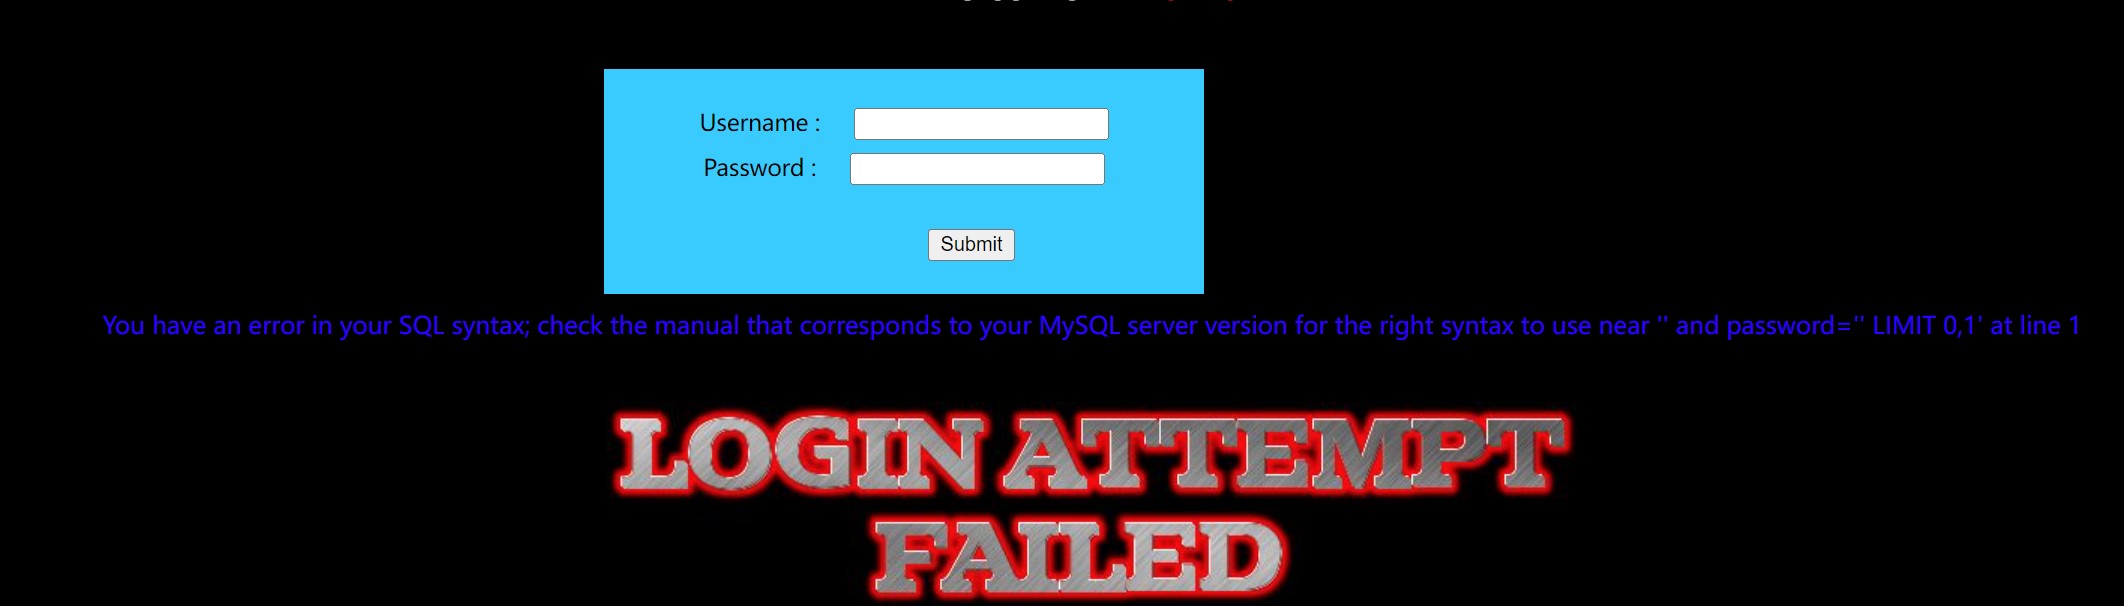 Username :
Password :
Submit
You have an error in your SQL syntax; check the manual that corresponds to your MySQL server version for the right syntax to use near '' and password='' LIMIT 0,1' at line 1
LOGIN ATTEMPT
FAILED